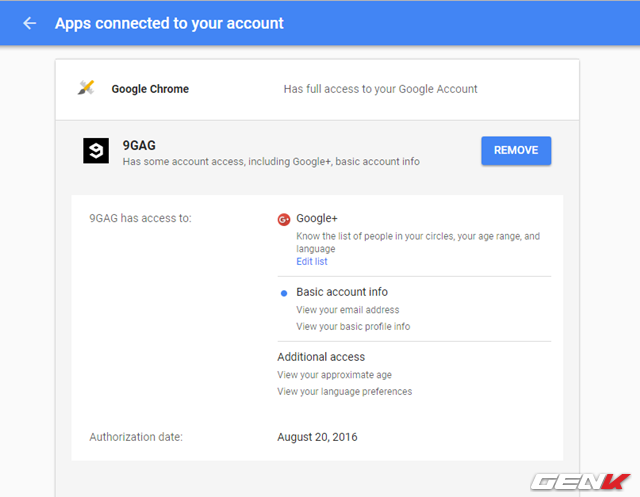 Apps connected to your account
Google Chrome
Has full access to your Google Account
9GAG
Has some account access, including Google+, basic account info
REMOVE
9GAG has access to:
Google+
Know the list of people in your circles, your age range, and
language
Edit list
Basic account info
View your email address
View your basic profile info
Additional access
View your approximate age
View your language preferences
Authorization date:
August 20, 2016
GENK